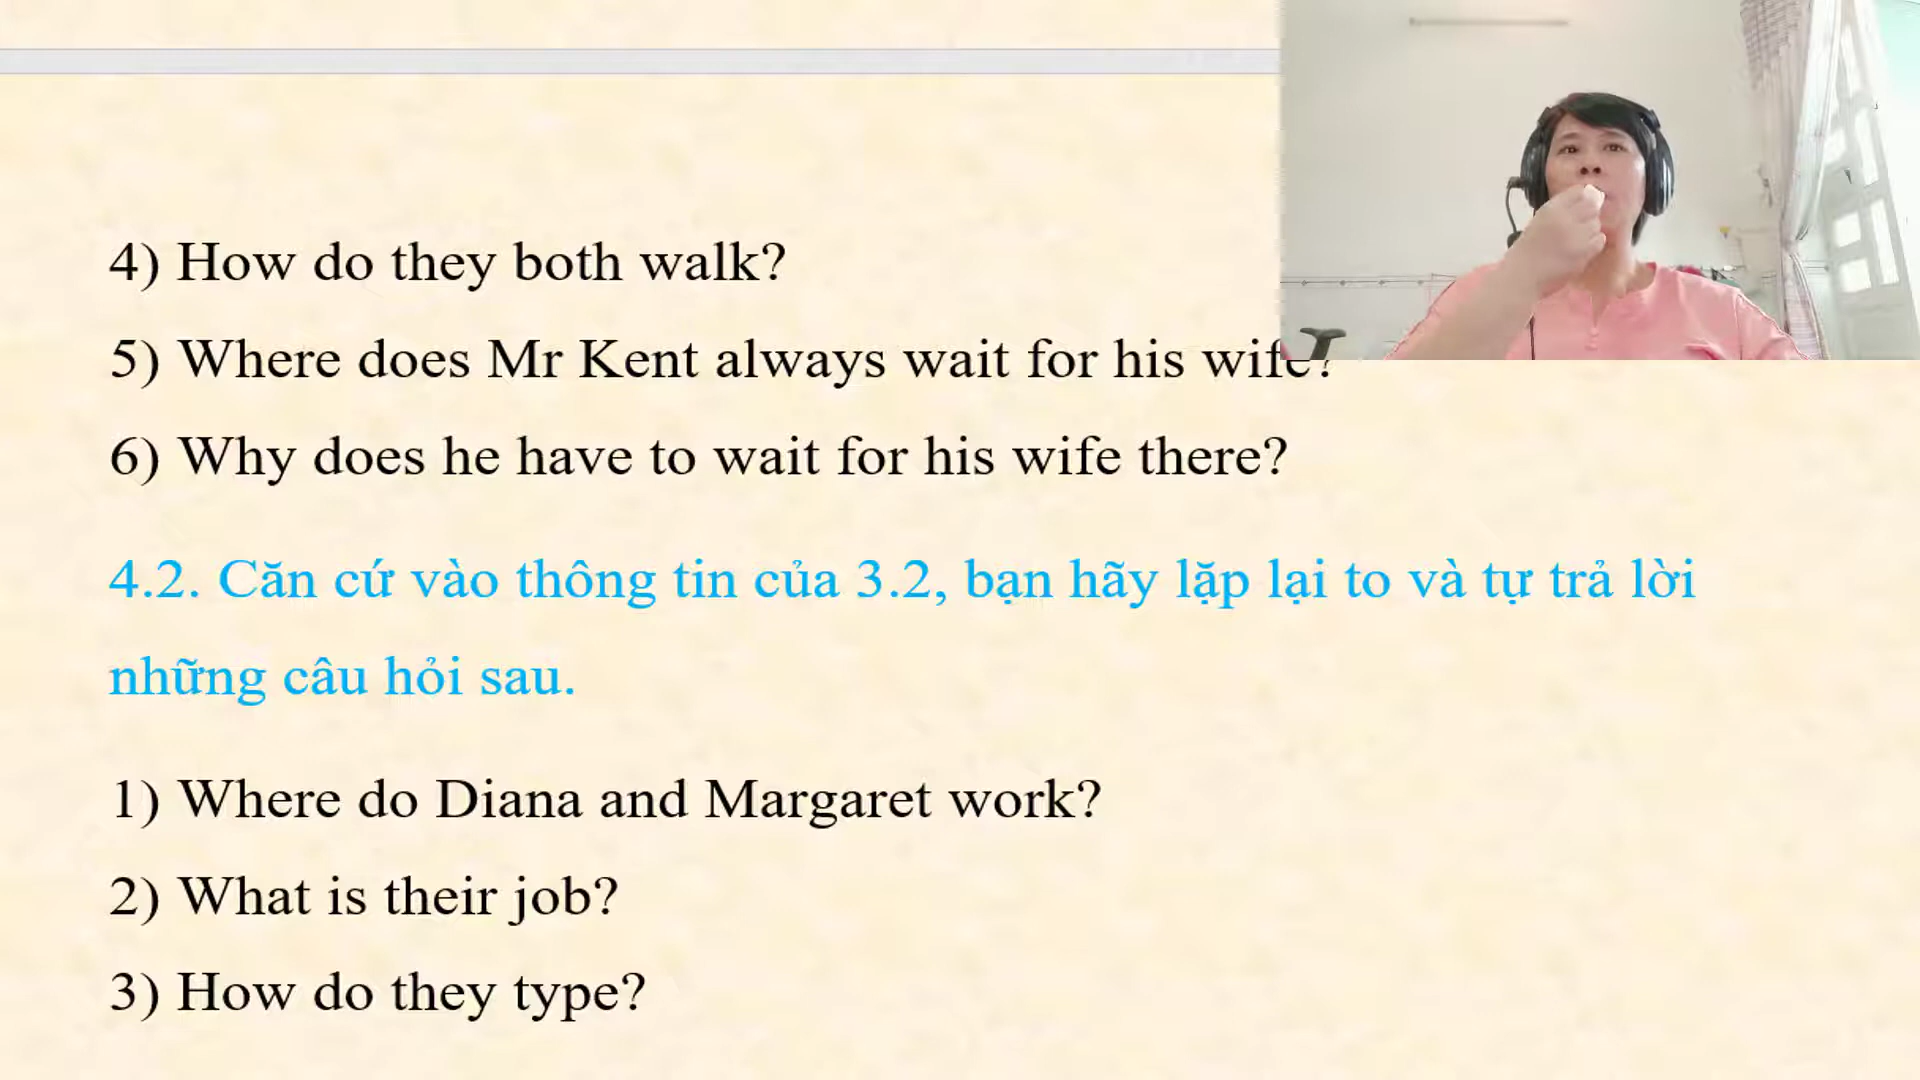 4) How do they both walk?
5) Where does Mr Kent always wait for his wife?
6) Why does he have to wait for his wife there?
4.2. Căn cứ vào thông tin của 3.2, bạn hãy lặp lại to và tự trả lời
những câu hỏi sau.
1) Where do Diana and Margaret work?
2) What is their job?
3) How do they type?